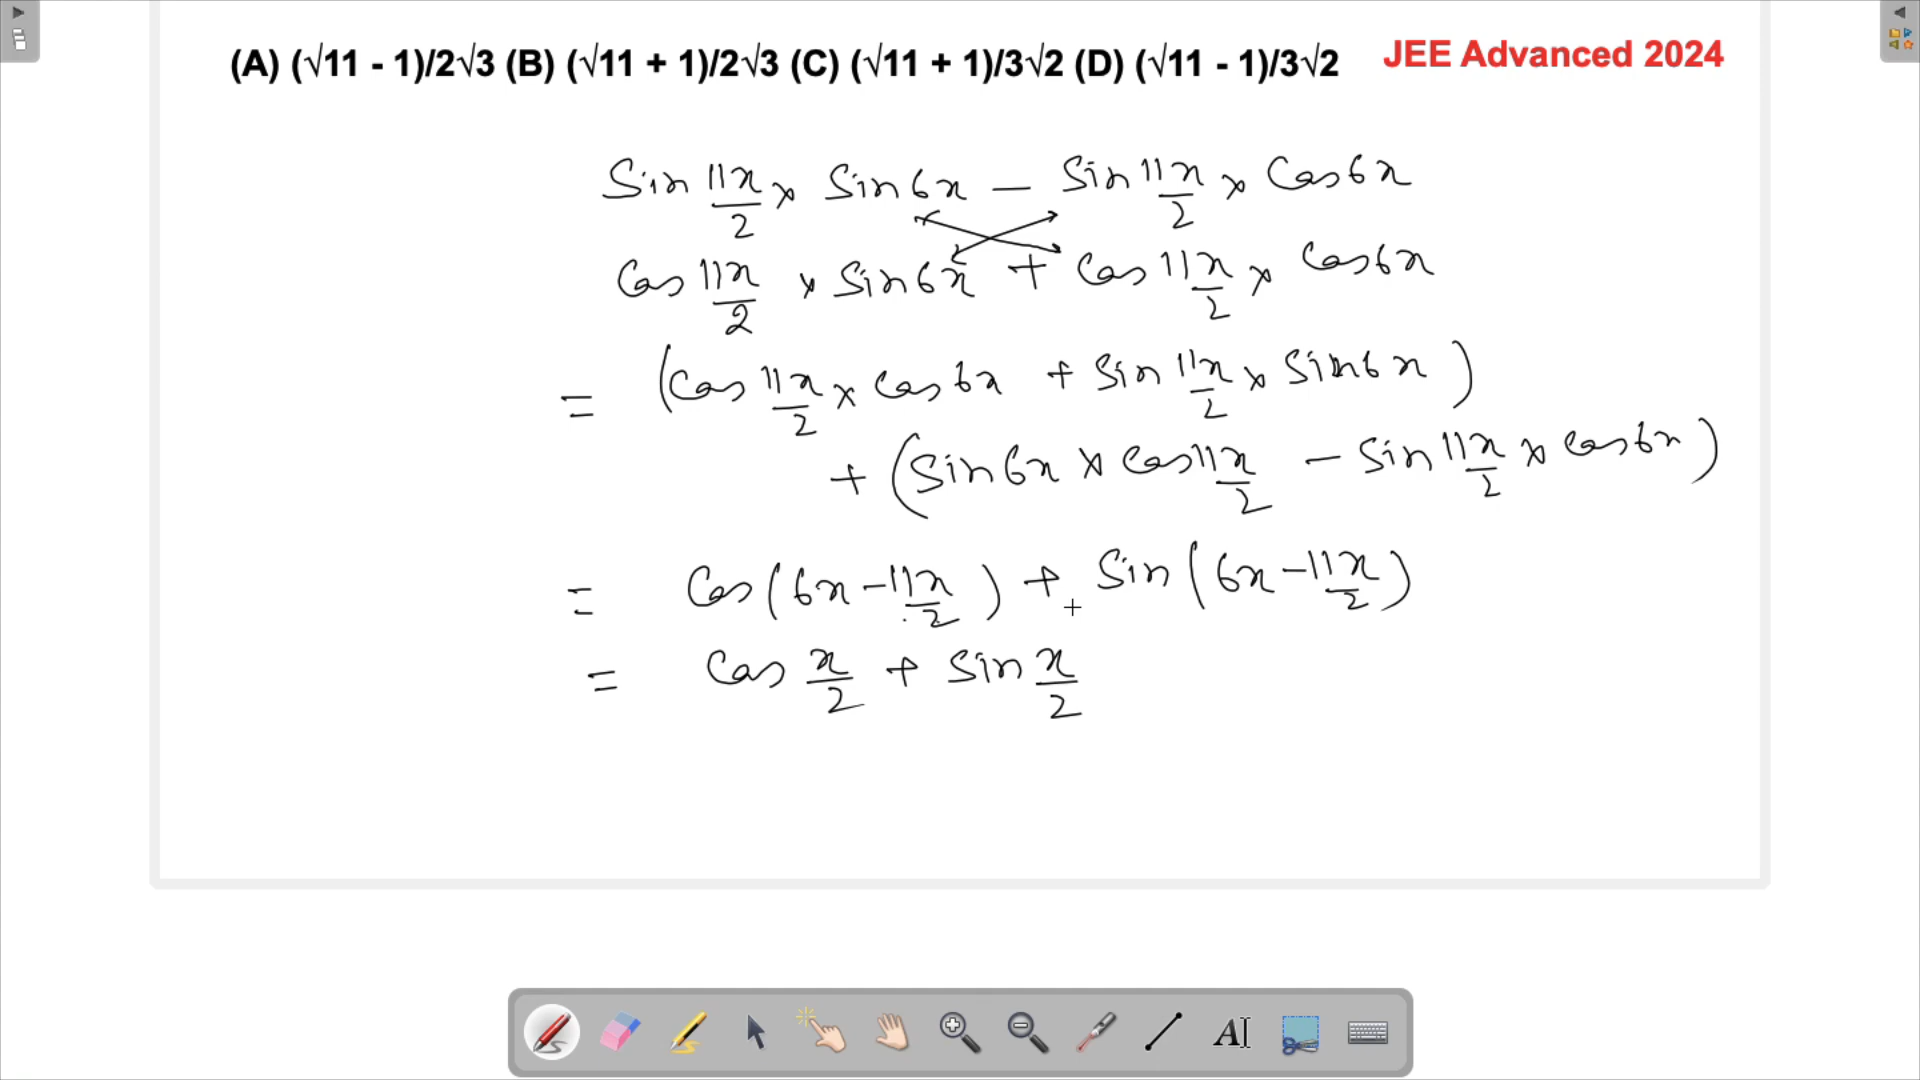 (A) (√11 - 1)/2√3 (B) (√11 + 1)/2√3 (C) (√11 + 1)/3√2 (D) (√11 - 1)/3√2 JEE Advanced 2024
Sin 11x/2 × Sin 6x − Sin 11x/2 × Cos 6x
Cos 11x/2 × Sin 6x + Cos 11x/2 × Cos 6x
= (Cos 11x/2 × Cos 6x + Sin 11x/2 × Sin 6x)
+ (Sin 6x × Cos 11x/2 − Sin 11x/2 × Cos 6x)
= Cos(6x − 11x/2) + Sin(6x − 11x/2)
= Cos x/2 + Sin x/2